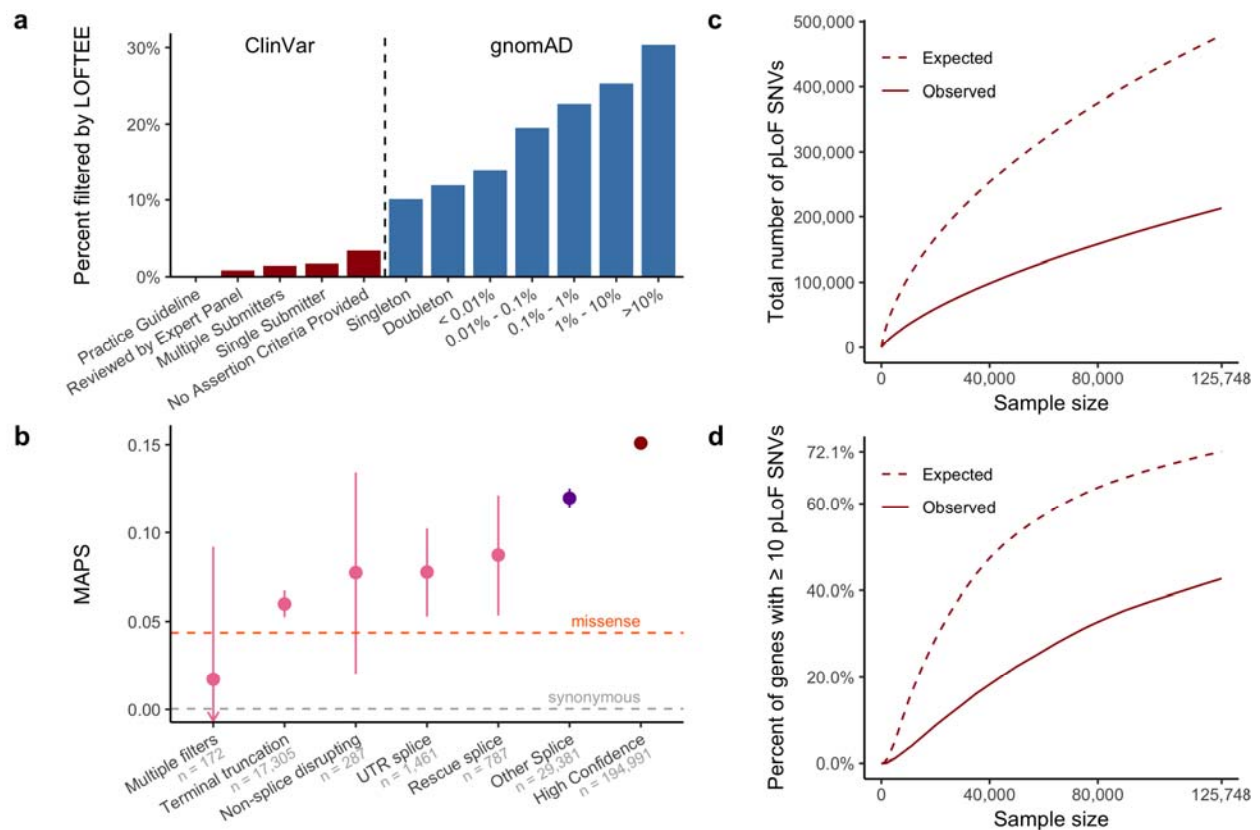 a
Percent filtered by LOFTEE
30%
20%
10%
0%
ClinVar
gnomAD
Practice Guideline
Reviewed by Expert Panel
Multiple Submitters
Single Submitter
No Assertion Criteria Provided
Singleton
Doubleton
< 0.01%
0.01% - 0.1%
0.1% - 1%
1% - 10%
>10%
b
MAPS
0.15
0.10
0.05
0.00
missense
synonymous
Multiple filters
n = 172
Terminal truncation
n = 17,305
Non-splice disrupting
n = 287
UTR splice
n = 1,461
Rescue splice
n = 787
Other Splice
n = 29,381
High Confidence
n = 194,991
c
Total number of pLoF SNVs
500,000
400,000
300,000
200,000
100,000
0
Expected
Observed
0
40,000
80,000
125,748
Sample size
d
Percent of genes with ≥ 10 pLoF SNVs
72.1%
60.0%
40.0%
20.0%
0.0%
Expected
Observed
0
40,000
80,000
125,748
Sample size